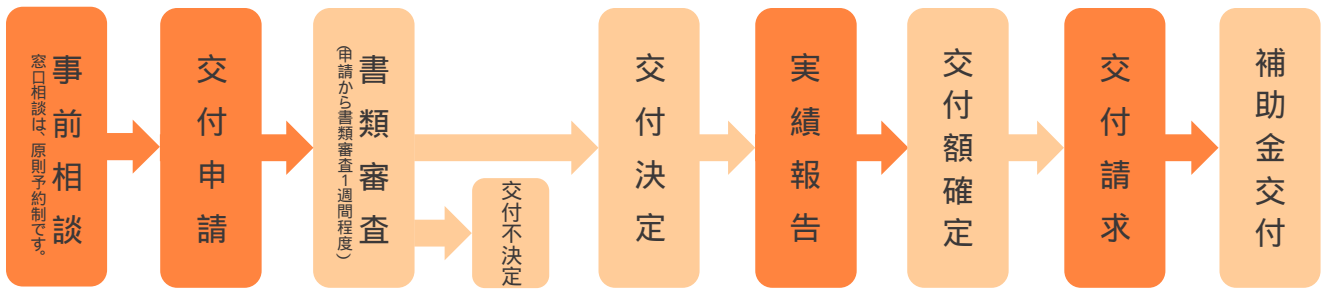 事前相談
窓口相談は、原則予約制です。
交付申請
書類審査
(申請から書類審査1週間程度)
交付不決定
交付決定
実績報告
交付額確定
交付請求
補助金交付